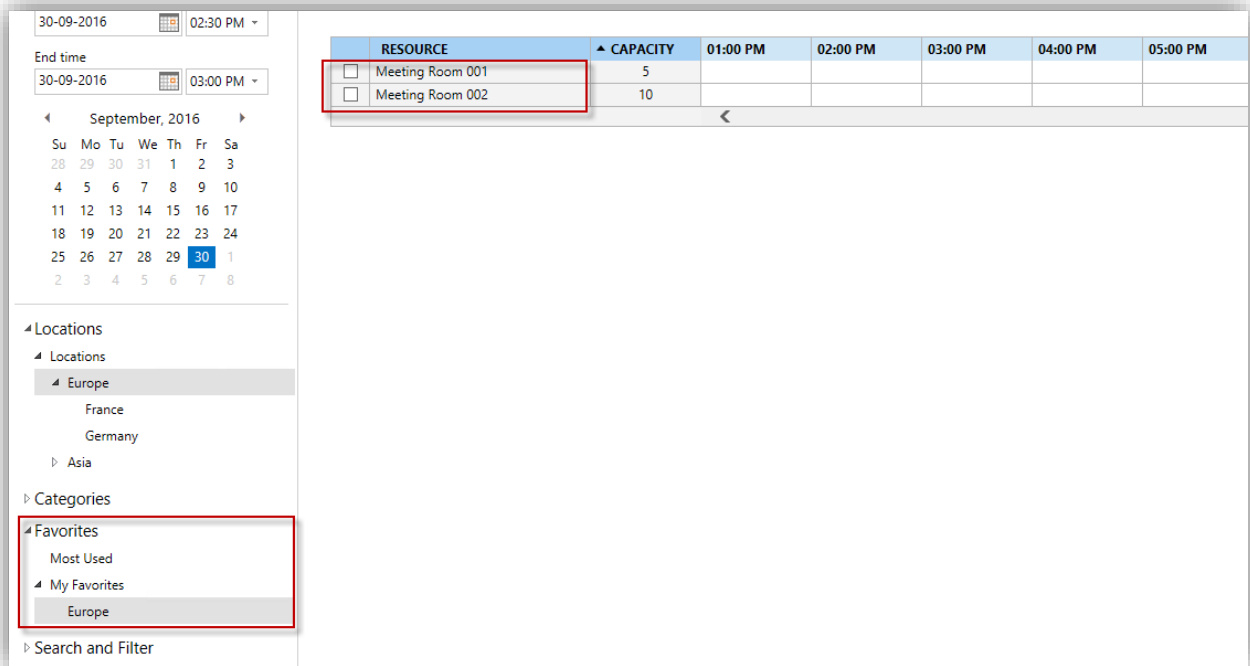 30-09-2016 02:30 PM
End time
30-09-2016 03:00 PM
September, 2016
Su Mo Tu We Th Fr Sa
28 29 30 31 1 2 3
4 5 6 7 8 9 10
11 12 13 14 15 16 17
18 19 20 21 22 23 24
25 26 27 28 29 30 1
2 3 4 5 6 7 8
Locations
Locations
Europe
France
Germany
Asia
Categories
Favorites
Most Used
My Favorites
Europe
Search and Filter
RESOURCE CAPACITY 01:00 PM 02:00 PM 03:00 PM 04:00 PM 05:00 PM
Meeting Room 001 5
Meeting Room 002 10